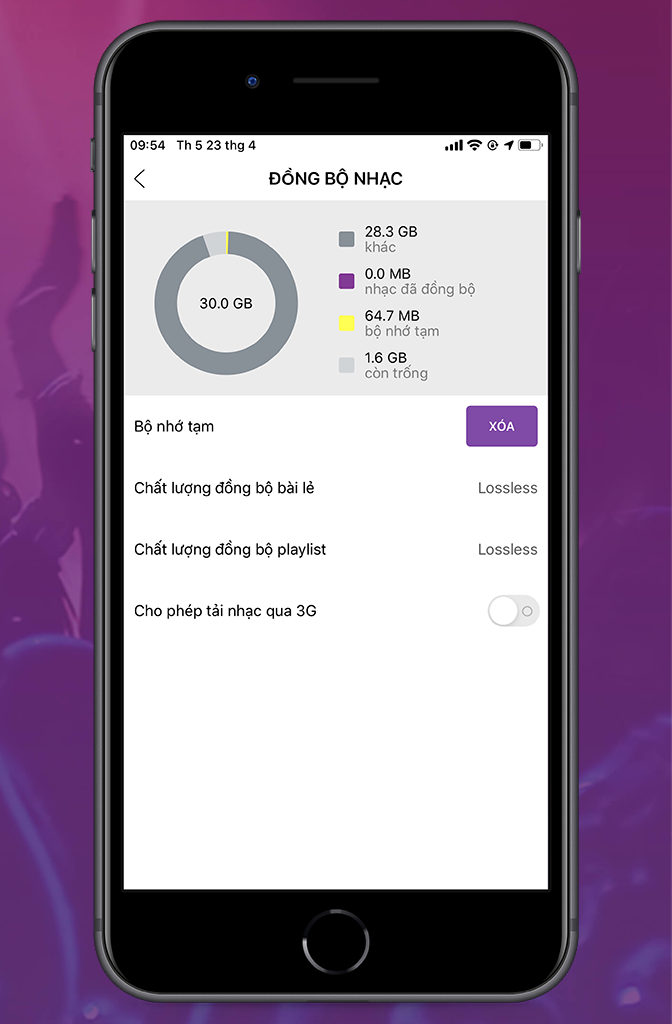 09:54 Th 5 23 thg 4
ĐỒNG BỘ NHẠC
30.0 GB
28.3 GB
khác
0.0 MB
nhạc đã đồng bộ
64.7 MB
bộ nhớ tạm
1.6 GB
còn trống
Bộ nhớ tạm XÓA
Chất lượng đồng bộ bài lẻ Lossless
Chất lượng đồng bộ playlist Lossless
Cho phép tải nhạc qua 3G